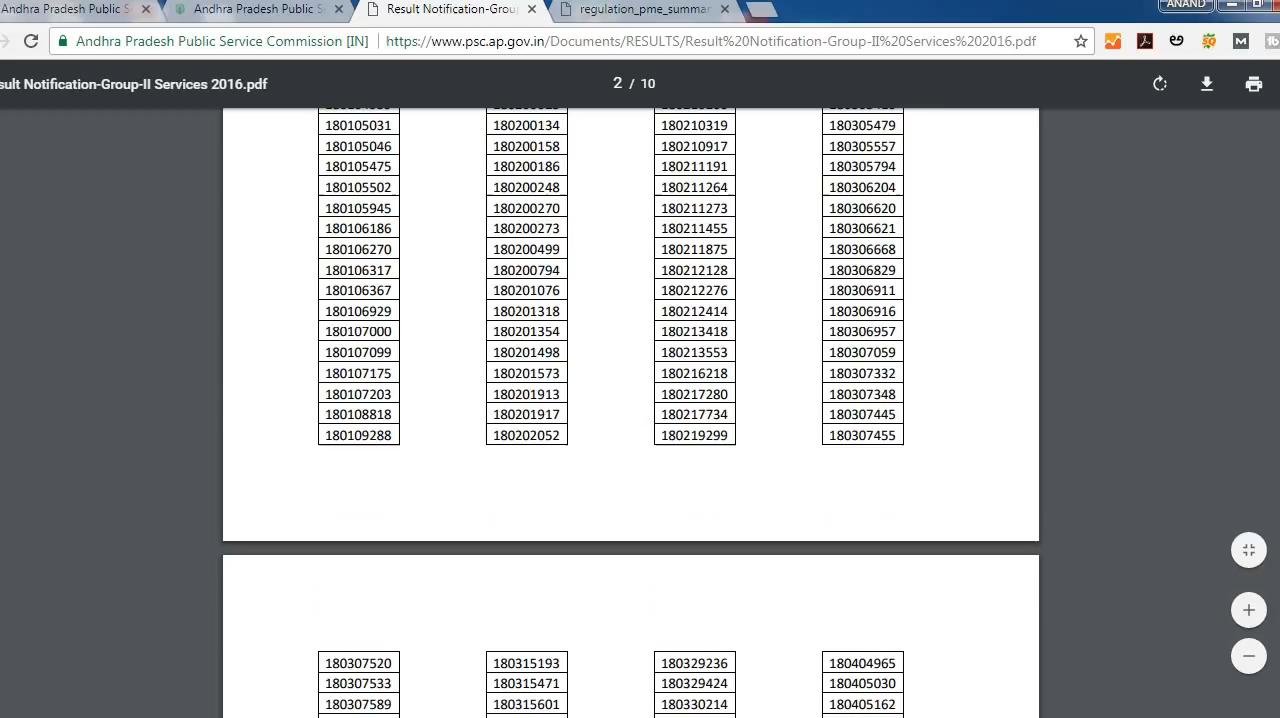 Andhra Pradesh Public S
Andhra Pradesh Public S
Result Notification-Grou
regulation_pme_summar
ANAND
Andhra Pradesh Public Service Commission [IN]
https://www.psc.ap.gov.in/Documents/RESULTS/Result%20Notification-Group-II%20Services%202016.pdf
sult Notification-Group-II Services 2016.pdf
2 / 10
180105031 180200134 180210319 180305479
180105046 180200158 180210917 180305557
180105475 180200186 180211191 180305794
180105502 180200248 180211264 180306204
180105945 180200270 180211273 180306620
180106186 180200273 180211455 180306621
180106270 180200499 180211875 180306668
180106317 180200794 180212128 180306829
180106367 180201076 180212276 180306911
180106929 180201318 180212414 180306916
180107000 180201354 180213418 180306957
180107099 180201498 180213553 180307059
180107175 180201573 180216218 180307332
180107203 180201913 180217280 180307348
180108818 180201917 180217734 180307445
180109288 180202052 180219299 180307455
180307520 180315193 180329236 180404965
180307533 180315471 180329424 180405030
180307589 180315601 180330214 180405162